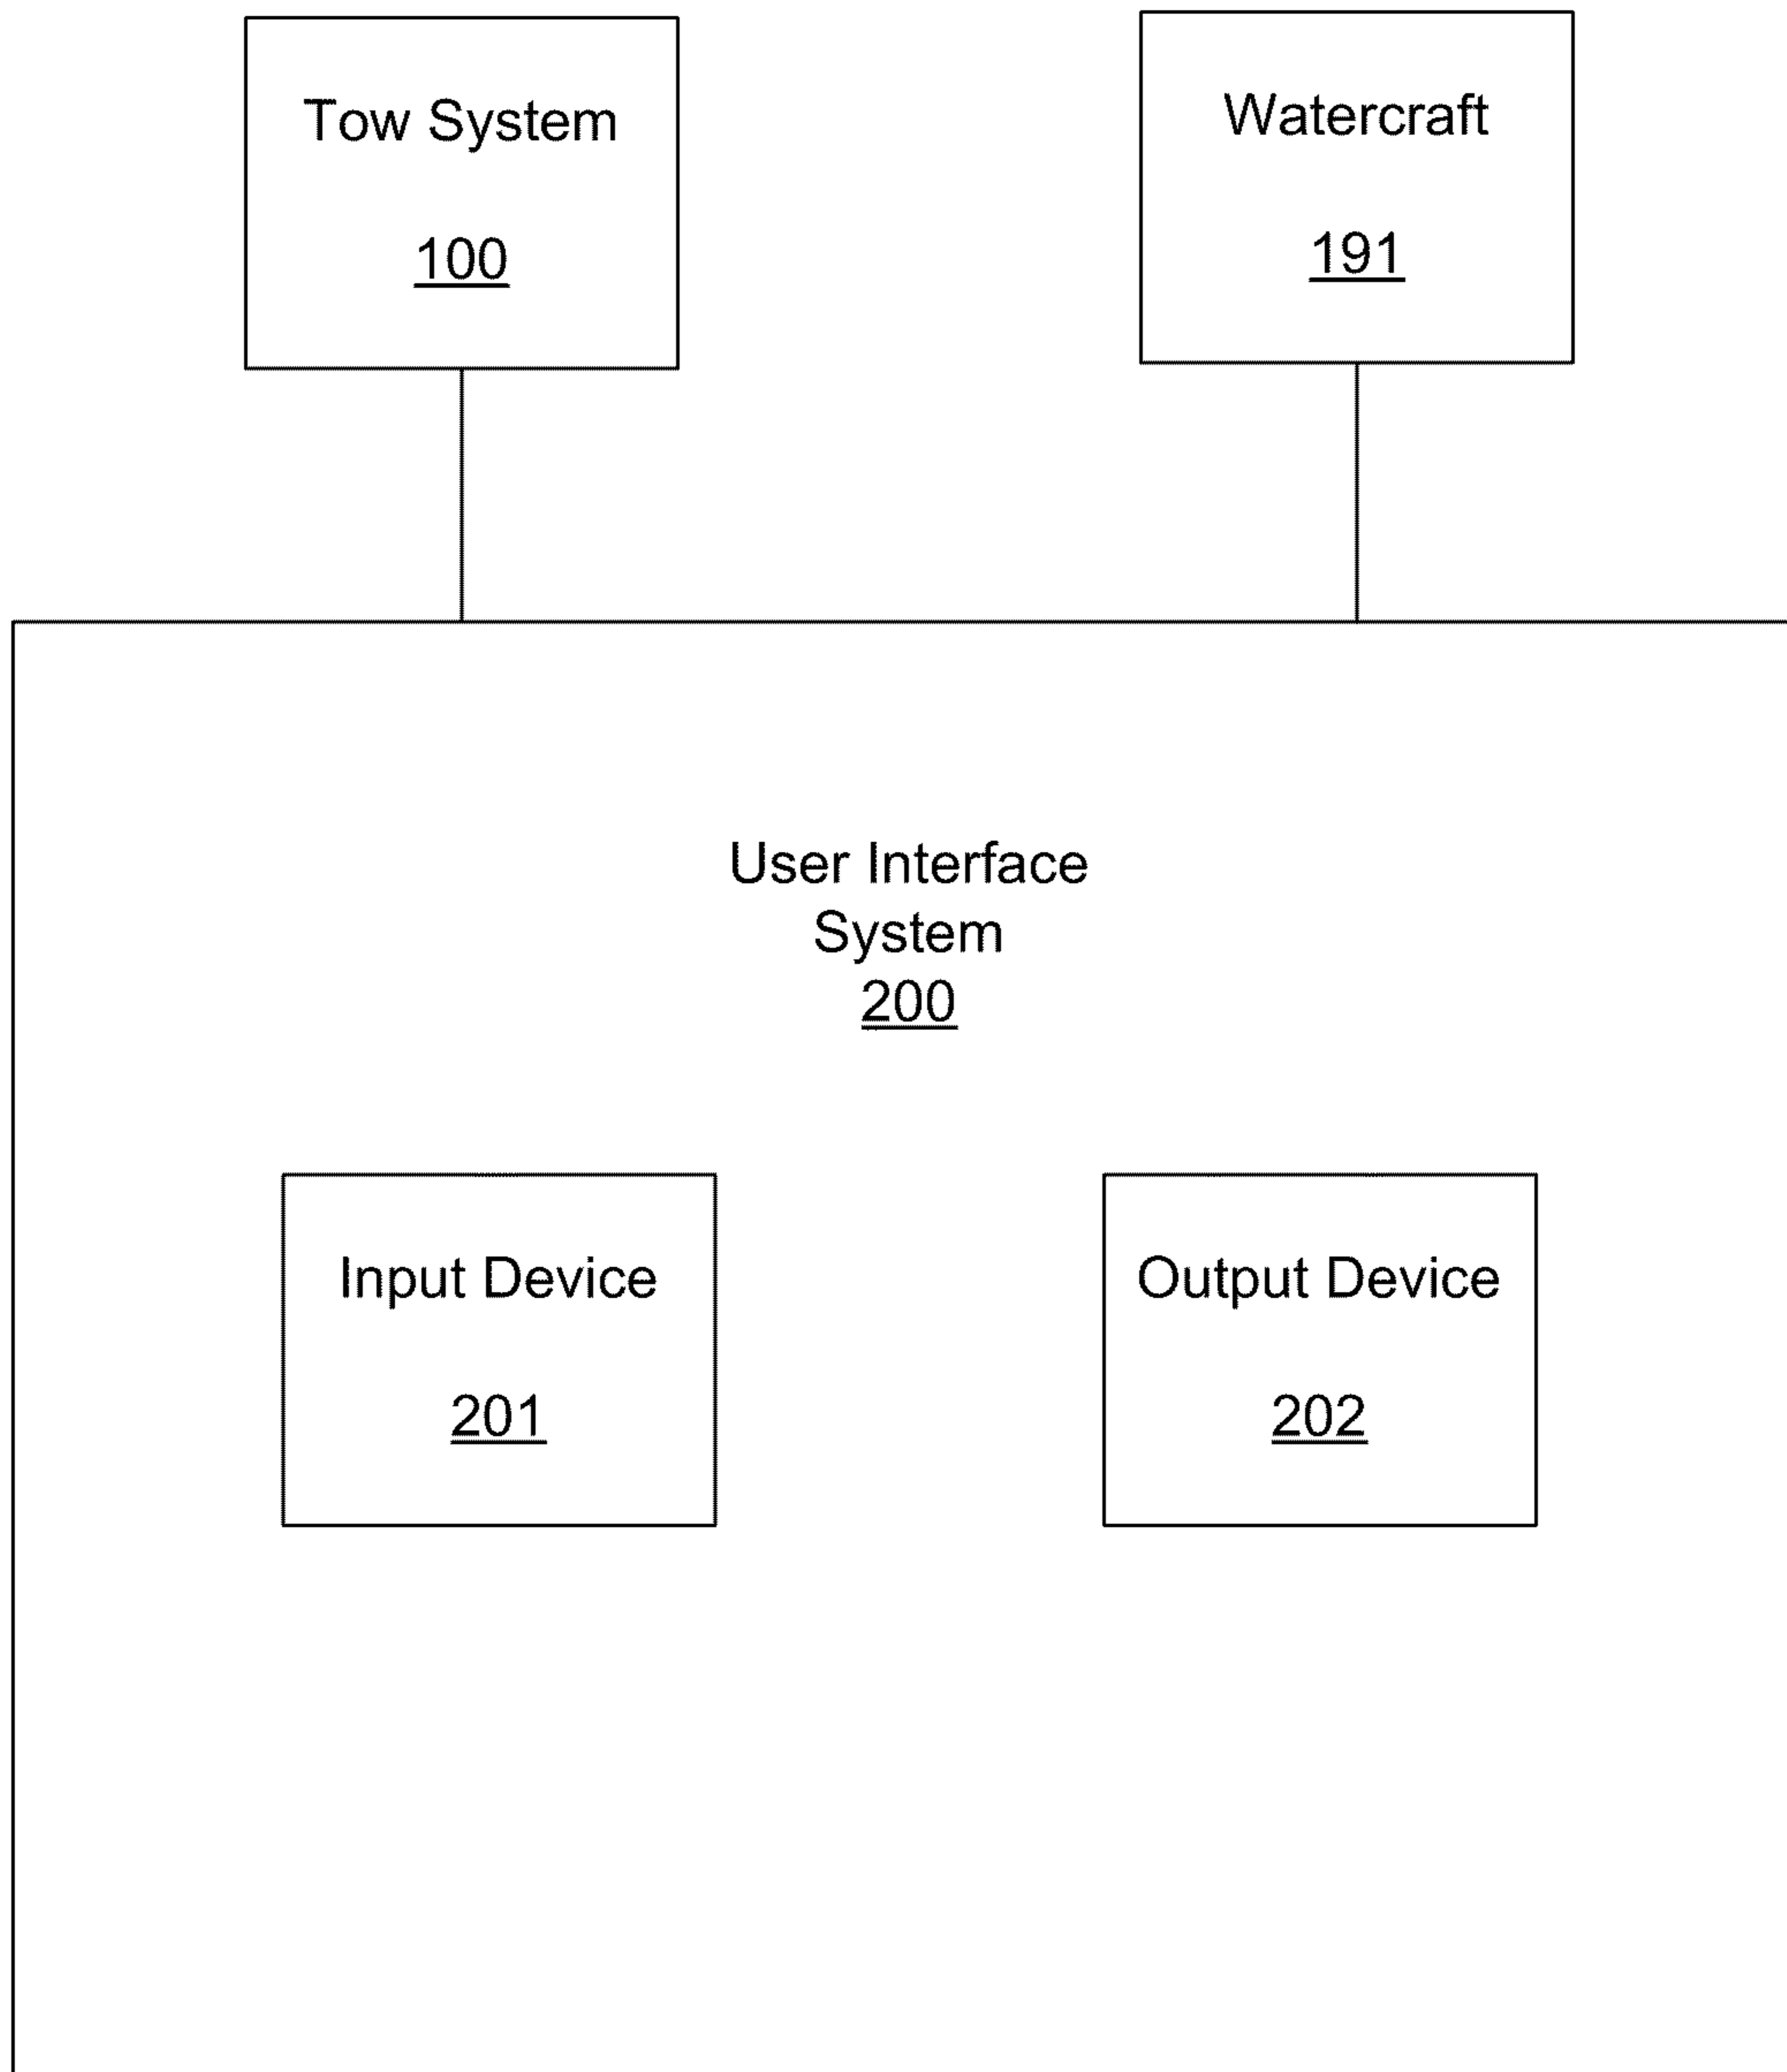 Tow System
100
Watercraft
191
User Interface
System
200
Input Device
201
Output Device
202